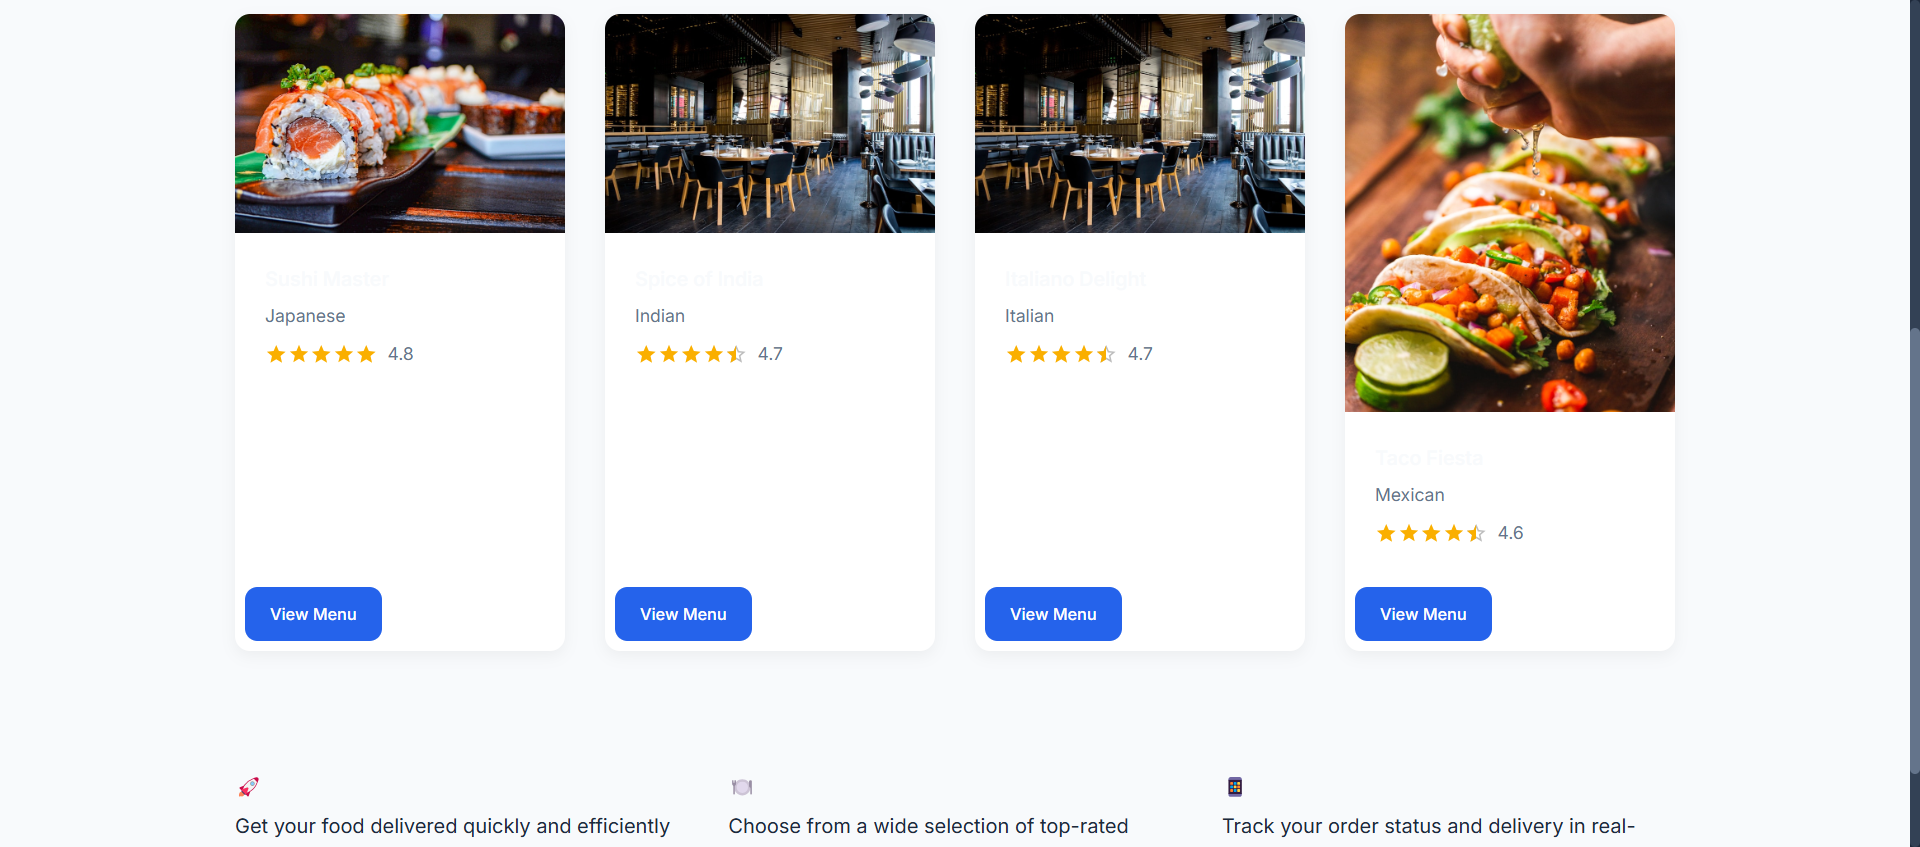 Sushi Master
Japanese
4.8
View Menu
Spice of India
Indian
4.7
View Menu
Italiano Delight
Italian
4.7
View Menu
Taco Fiesta
Mexican
4.6
View Menu
Get your food delivered quickly and efficiently
Choose from a wide selection of top-rated
Track your order status and delivery in real-